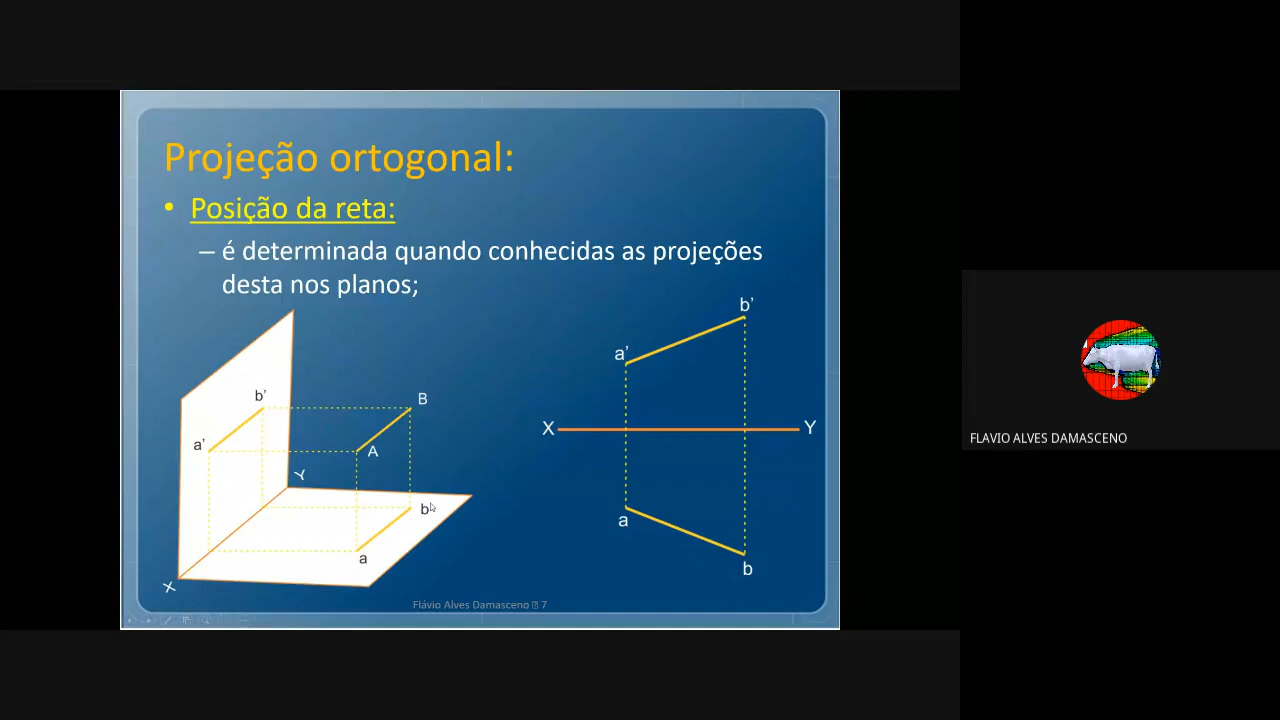 Projeção ortogonal:
• Posição da reta:
– é determinada quando conhecidas as projeções
desta nos planos;
b'
a'
B
A
Y
b
a
X
b'
a'
X
Y
a
b
Flávio Alves Damasceno 7
FLAVIO ALVES DAMASCENO